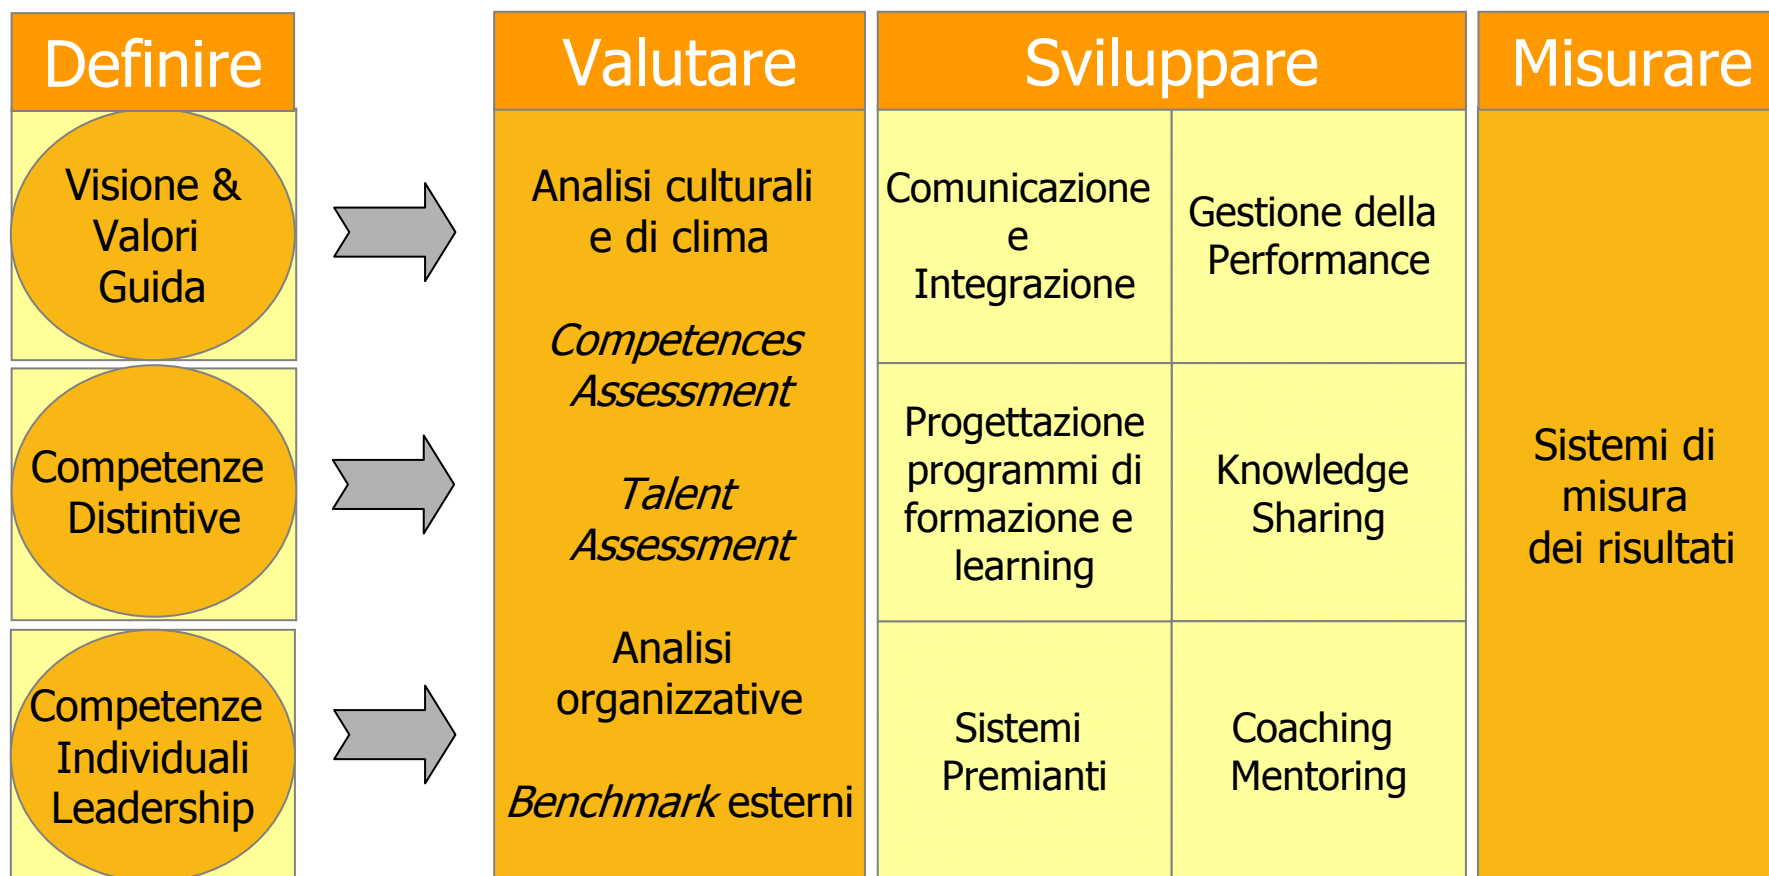 Definire
Valutare
Sviluppare
Misurare
Visione &
Valori
Guida
Competenze
Distintive
Competenze
Individuali
Leadership
Analisi culturali
e di clima
Competences
Assessment
Talent
Assessment
Analisi
organizzative
Benchmark esterni
Comunicazione
e
Integrazione
Gestione della
Performance
Progettazione
programmi di
formazione e
learning
Knowledge
Sharing
Sistemi
Premianti
Coaching
Mentoring
Sistemi di
misura
dei risultati